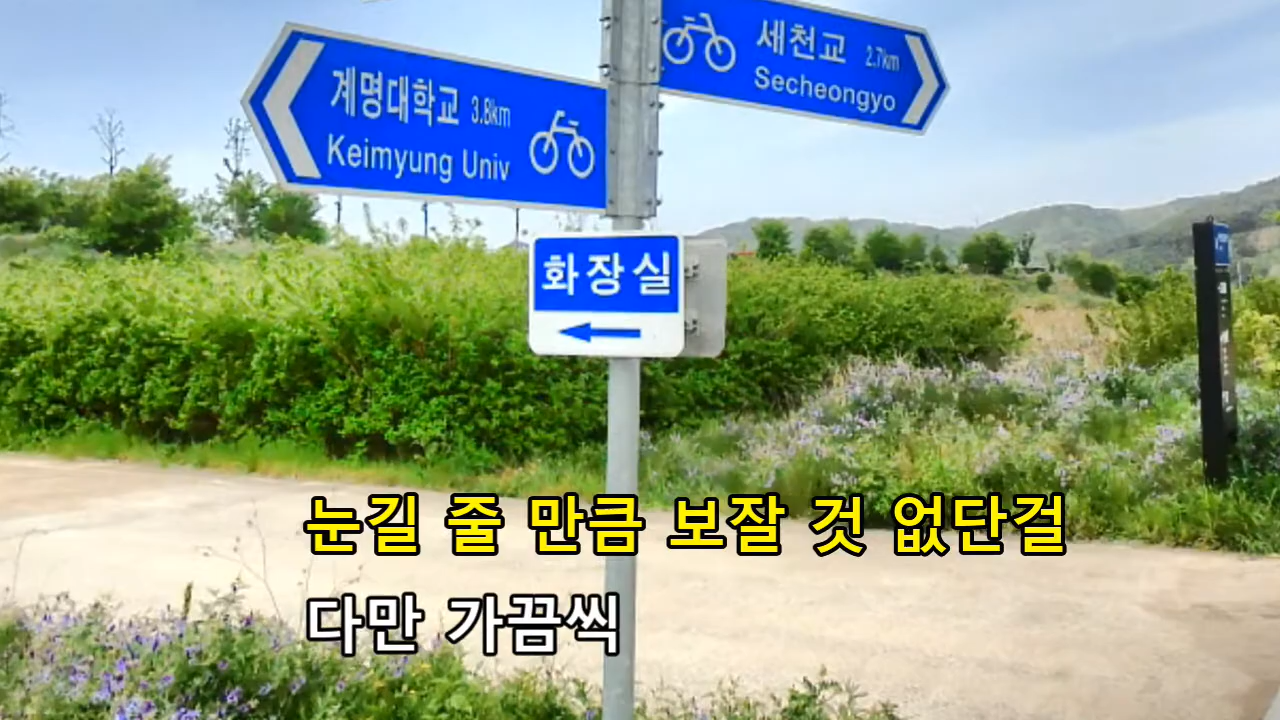 계명대학교 3.8km
Keimyung Univ
세천교 2.7km
Secheongyo
화장실
눈길 줄 만큼 보잘 것 없단걸
다만 가끔씩